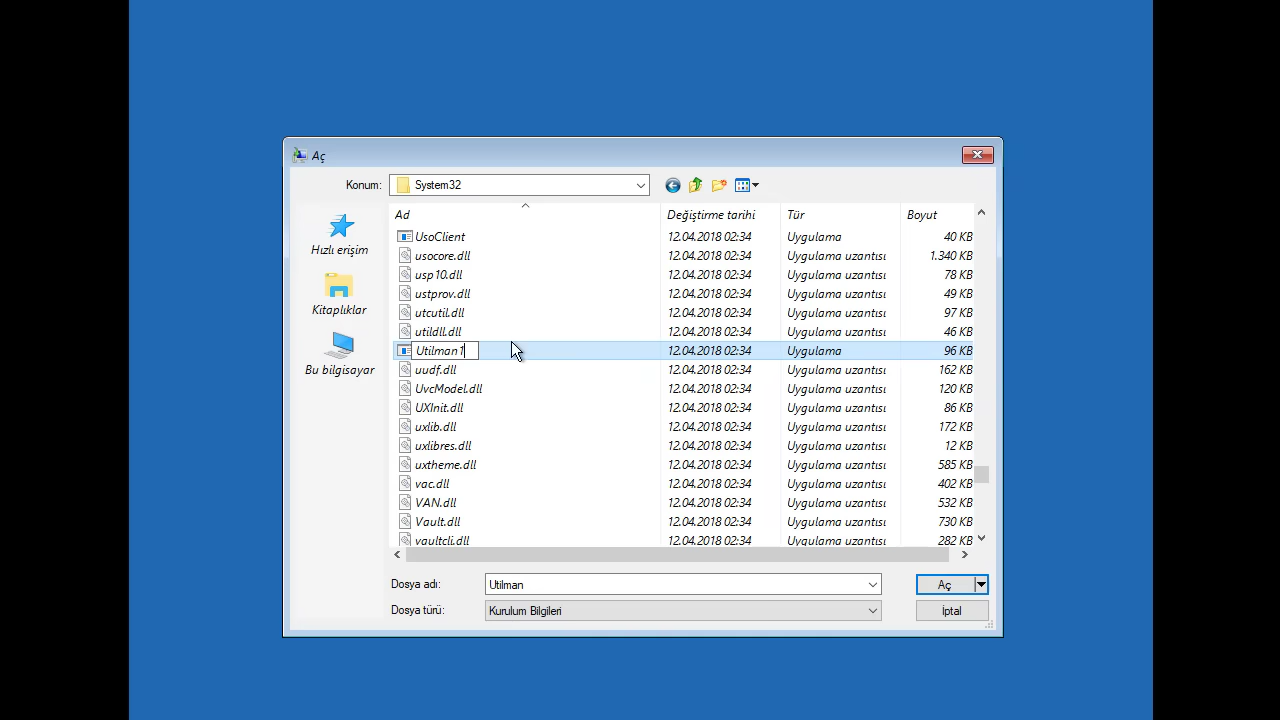 Aç
Konum: System32
Ad Değiştirme tarihi Tür Boyut
UsoClient 12.04.2018 02:34 Uygulama 40 KB
usocore.dll 12.04.2018 02:34 Uygulama uzantısı 1.340 KB
usp10.dll 12.04.2018 02:34 Uygulama uzantısı 78 KB
ustprov.dll 12.04.2018 02:34 Uygulama uzantısı 49 KB
utcutil.dll 12.04.2018 02:34 Uygulama uzantısı 97 KB
utildll.dll 12.04.2018 02:34 Uygulama uzantısı 46 KB
Utilman1 12.04.2018 02:34 Uygulama 96 KB
uudf.dll 12.04.2018 02:34 Uygulama uzantısı 162 KB
UvcModel.dll 12.04.2018 02:34 Uygulama uzantısı 120 KB
UXInit.dll 12.04.2018 02:34 Uygulama uzantısı 86 KB
uxlib.dll 12.04.2018 02:34 Uygulama uzantısı 172 KB
uxlibres.dll 12.04.2018 02:34 Uygulama uzantısı 12 KB
uxtheme.dll 12.04.2018 02:34 Uygulama uzantısı 585 KB
vac.dll 12.04.2018 02:34 Uygulama uzantısı 402 KB
VAN.dll 12.04.2018 02:34 Uygulama uzantısı 532 KB
Vault.dll 12.04.2018 02:34 Uygulama uzantısı 730 KB
vaultcli.dll 12.04.2018 02:34 Uygulama uzantısı 282 KB
Hızlı erişim
Kitaplıklar
Bu bilgisayar
Dosya adı: Utilman Aç
Dosya türü: Kurulum Bilgileri İptal